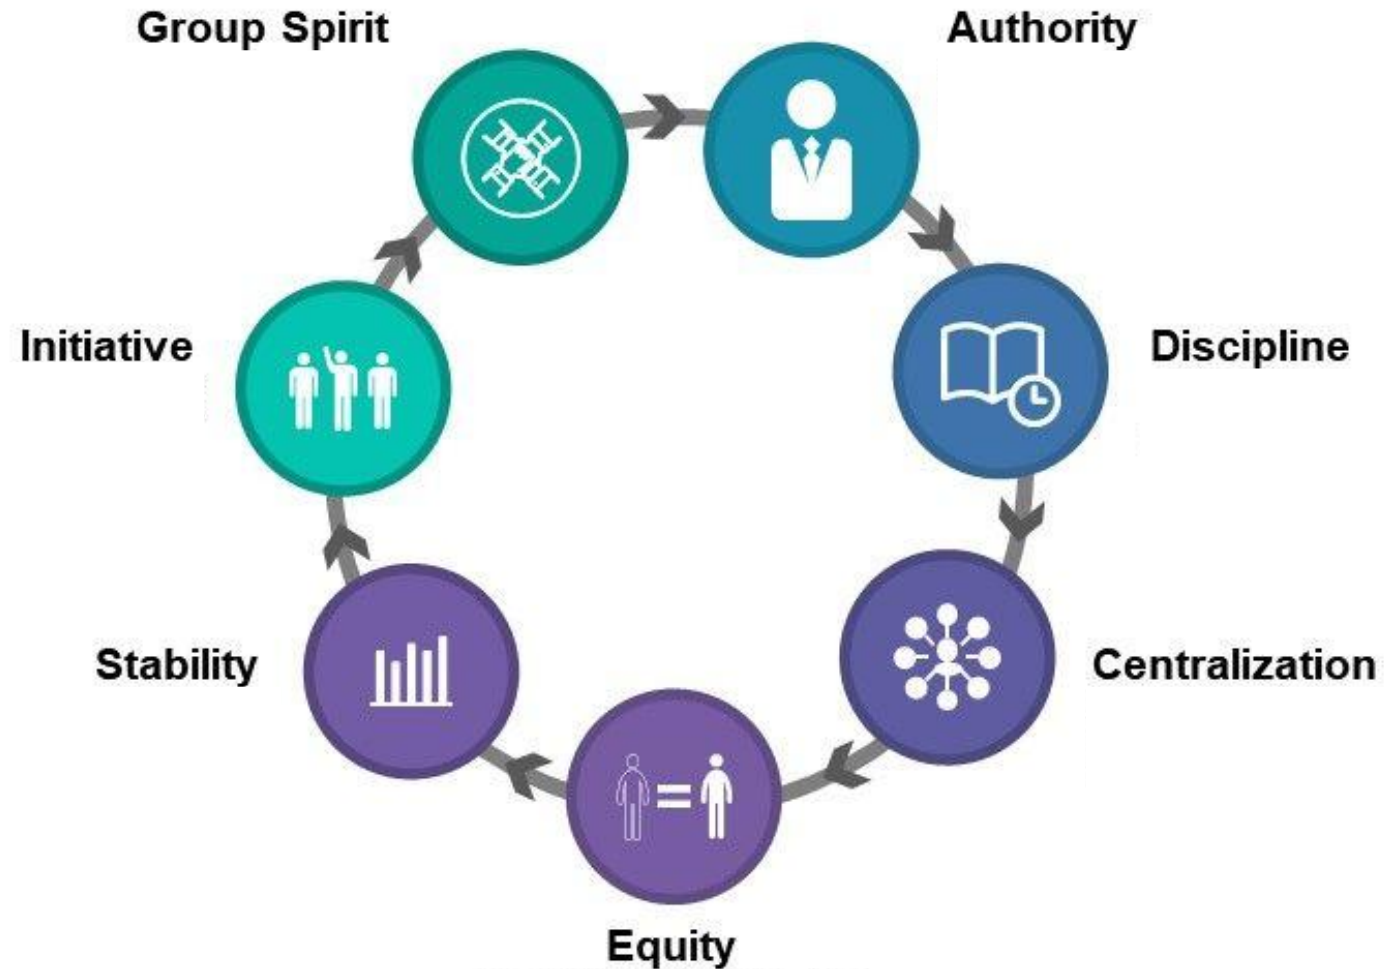 Group Spirit
Authority
Initiative
Discipline
Stability
Centralization
Equity